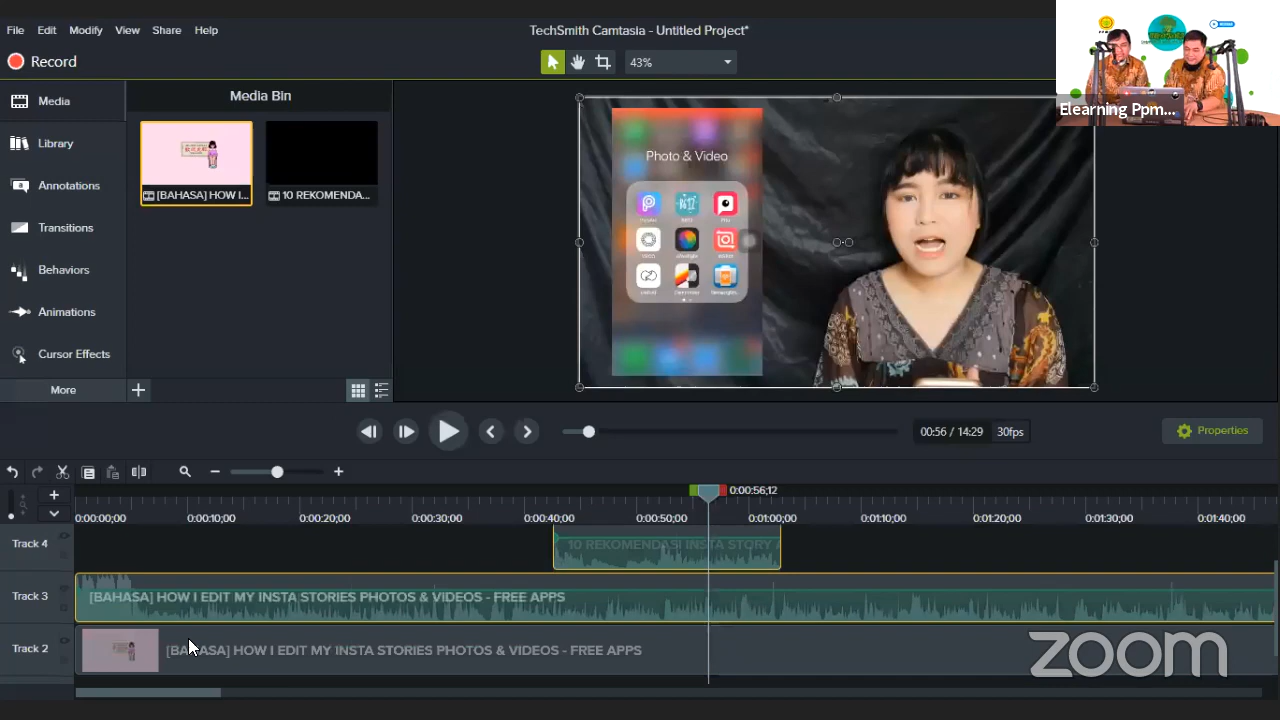 File Edit Modify View Share Help
TechSmith Camtasia - Untitled Project*
Record
43%
Elearning Ppm...
Media
Library
Annotations
Transitions
Behaviors
Animations
Cursor Effects
More
Media Bin
[BAHASA] HOW I...
10 REKOMENDA...
Photo & Video
00:56 / 14:29 30fps
Properties
0:00:56;12
0:00:00;00 0:00:10;00 0:00:20;00 0:00:30;00 0:00:40;00 0:00:50;00 0:01:00;00 0:01:10;00 0:01:20;00 0:01:30;00 0:01:40;00
Track 4
10 REKOMENDASI INSTA STORY
Track 3
[BAHASA] HOW I EDIT MY INSTA STORIES PHOTOS & VIDEOS - FREE APPS
Track 2
[BAHASA] HOW I EDIT MY INSTA STORIES PHOTOS & VIDEOS - FREE APPS
zoom